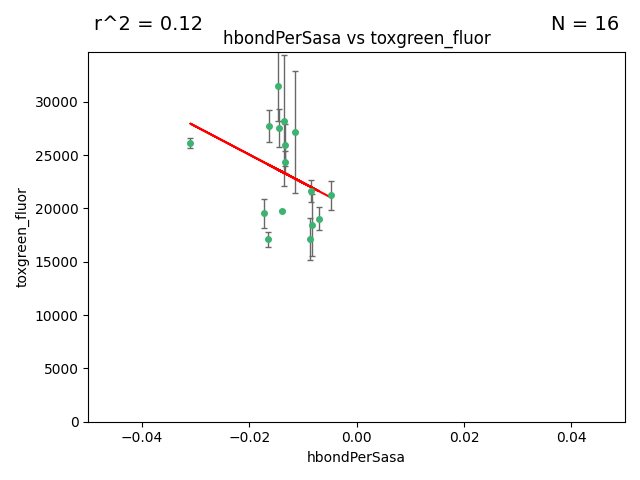 r^2 = 0.12
N = 16
hbondPerSasa vs toxgreen_fluor
30000
25000
20000
15000
10000
5000
0
toxgreen_fluor
−0.04
−0.02
0.00
0.02
0.04
hbondPerSasa